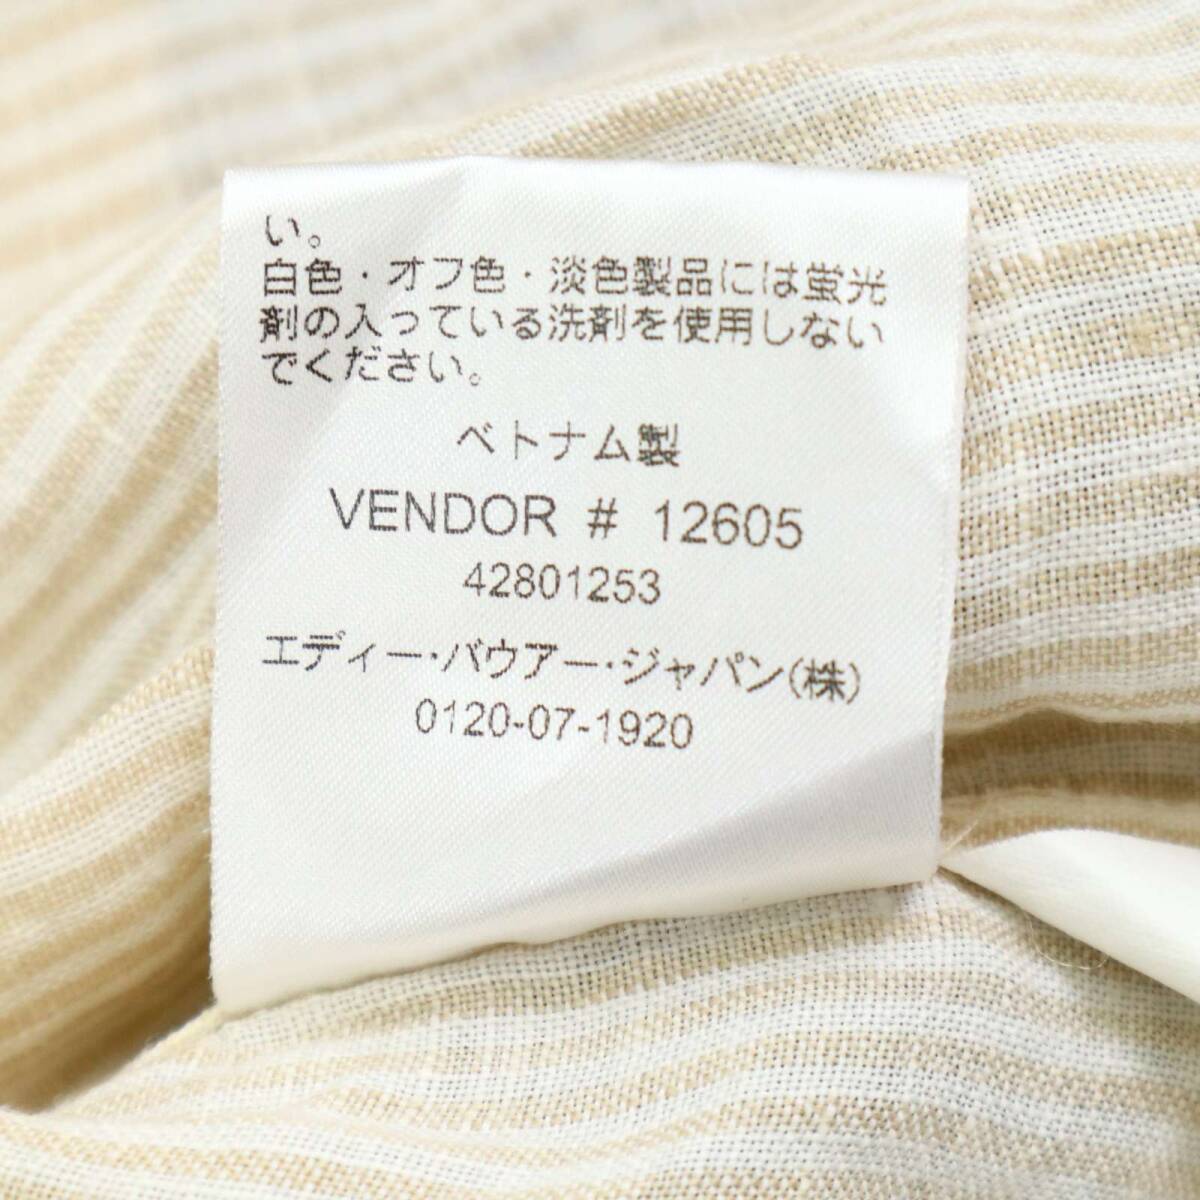 い。
白色・オフ色・淡色製品には蛍光
剤の入っている洗剤を使用しない
でください。
ベトナム製
VENDOR # 12605
42801253
エディー・バウアー・ジャパン(株)
0120-07-1920